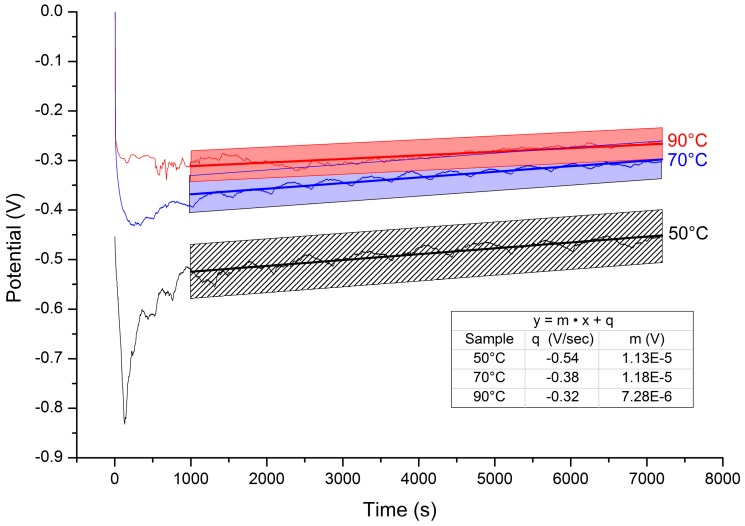 0.0
-0.1
-0.2
-0.3
-0.4
-0.5
-0.6
-0.7
-0.8
-0.9
Potential (V)
90°C
70°C
50°C
y = m • x + q
Sample q (V/sec) m (V)
50°C -0.54 1.13E-5
70°C -0.38 1.18E-5
90°C -0.32 7.28E-6
0 1000 2000 3000 4000 5000 6000 7000 8000
Time (s)